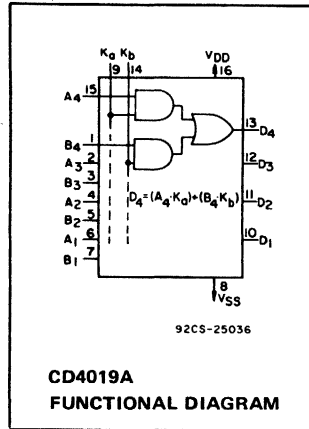 Ka Kb VDD
9 14 16
15
A4
13
D4
1
B4
2
A3
12
D3
3
B3
4
A2
D4=(A4·Ka)+(B4·Kb)
11
D2
5
B2
6
A1
10
D1
7
B1
8
VSS
92CS-25036
CD4019A
FUNCTIONAL DIAGRAM